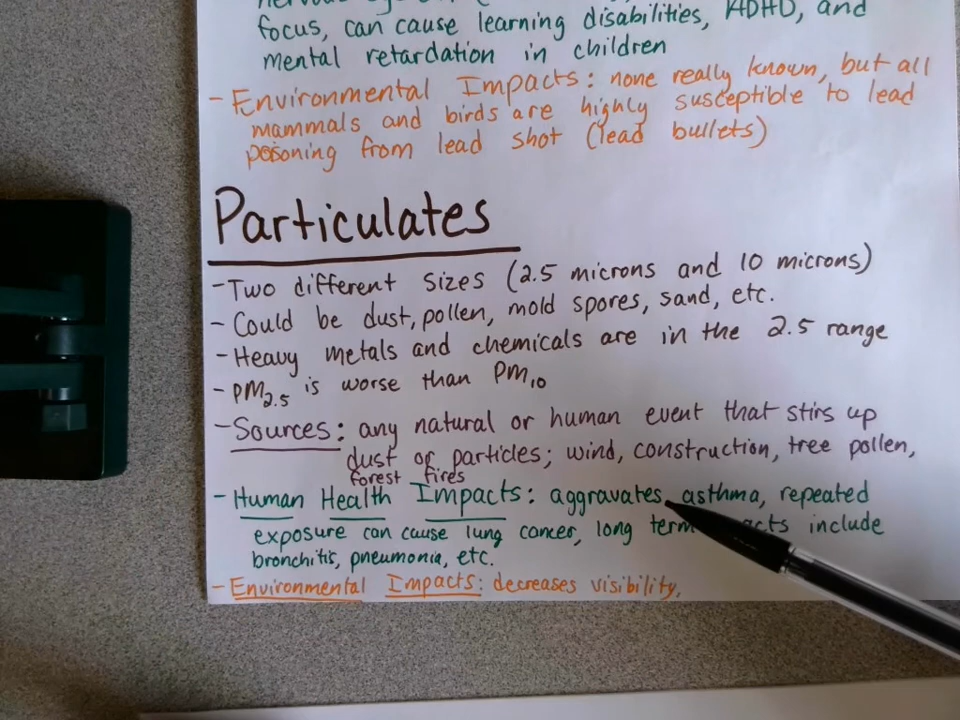 focus, can cause learning disabilities, ADHD, and
mental retardation in children
- Environmental Impacts: none really known, but all
mammals and birds are highly susceptible to lead
poisoning from lead shot (lead bullets)
Particulates
- Two different sizes (2.5 microns and 10 microns)
- Could be dust, pollen, mold spores, sand, etc.
- Heavy metals and chemicals are in the 2.5 range
- PM2.5 is worse than PM10
- Sources: any natural or human event that stirs up
dust or particles; wind, construction, tree pollen,
forest fires
- Human Health Impacts: aggravates asthma, repeated
exposure can cause lung cancer, long term include
bronchitis, pneumonia, etc.
- Environmental Impacts: decreases visibility,